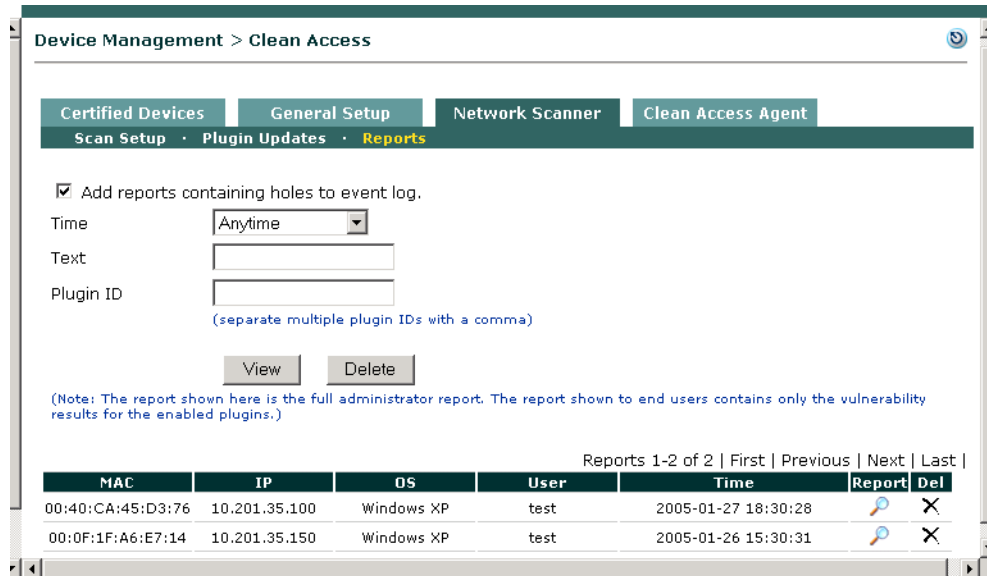 Device Management > Clean Access
Certified Devices General Setup Network Scanner Clean Access Agent
Scan Setup · Plugin Updates · Reports
Add reports containing holes to event log.
Time Anytime
Text
Plugin ID
(separate multiple plugin IDs with a comma)
View Delete
(Note: The report shown here is the full administrator report. The report shown to end users contains only the vulnerability
results for the enabled plugins.)
Reports 1-2 of 2 | First | Previous | Next | Last |
MAC IP OS User Time Report Del
00:40:CA:45:D3:76 10.201.35.100 Windows XP test 2005-01-27 18:30:28
00:0F:1F:A6:E7:14 10.201.35.150 Windows XP test 2005-01-26 15:30:31